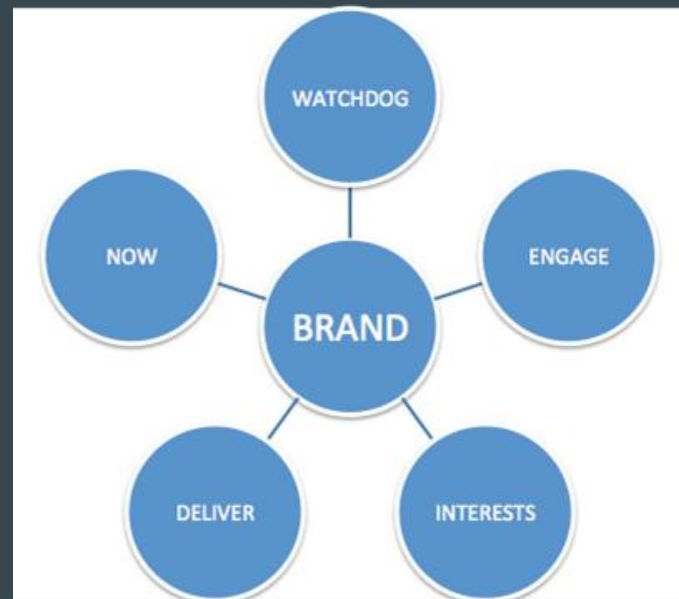 WATCHDOG
NOW
ENGAGE
BRAND
DELIVER
INTERESTS